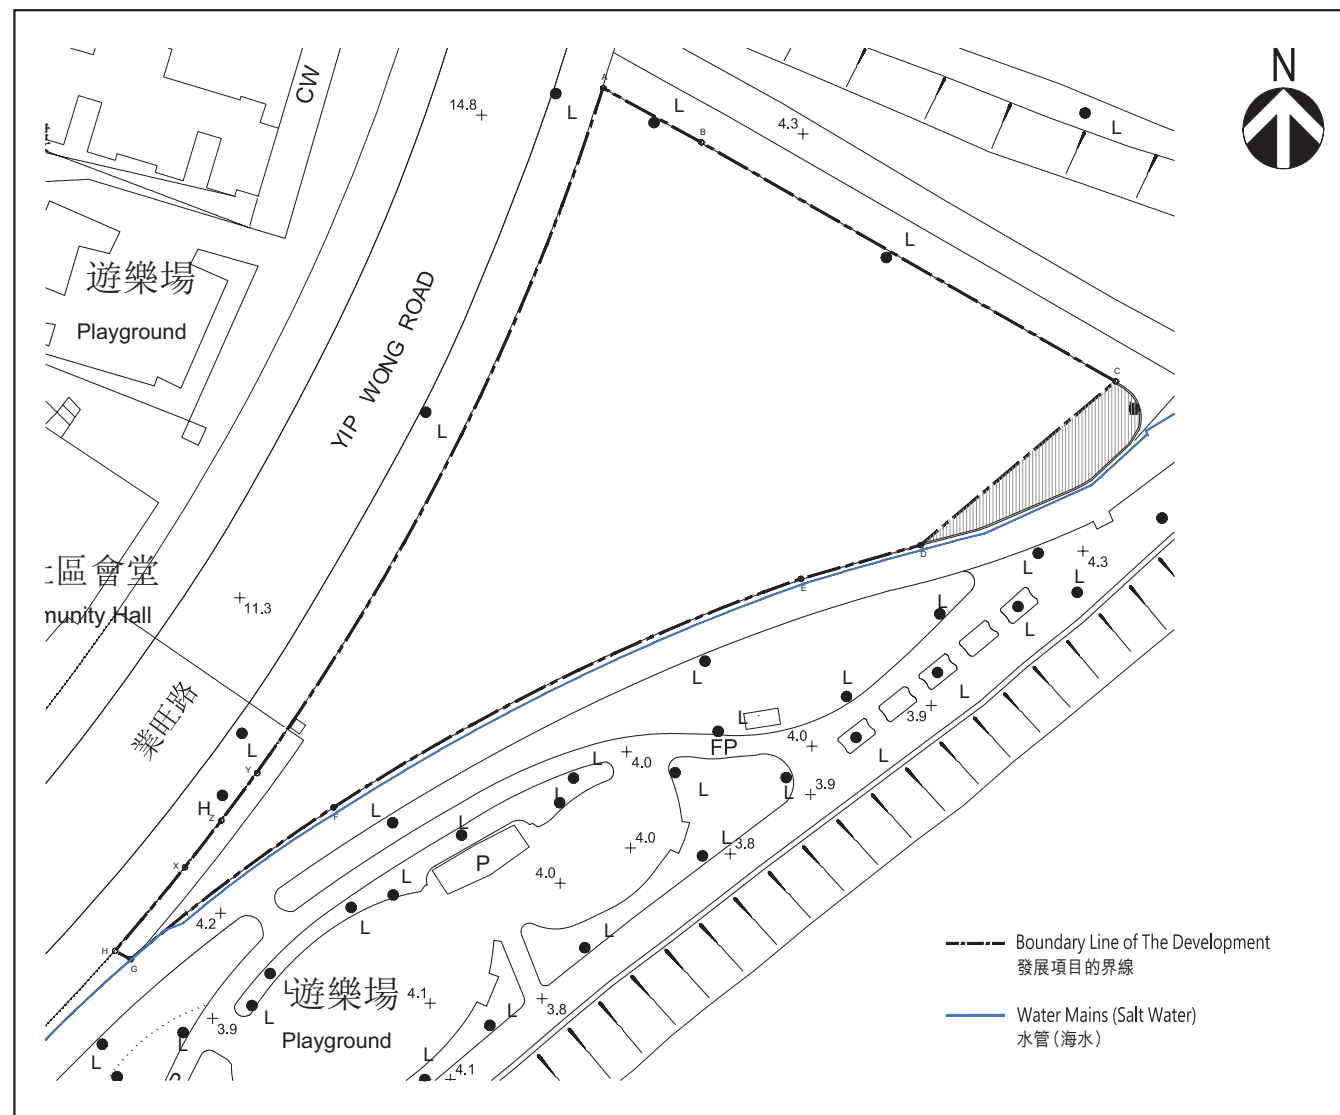 N
CW
A
L
L
14.8
B
4.3
L
L
遊樂場
Playground
YIP WONG ROAD
L
C
D
E
社區會堂
munity Hall
11.3
業旺路
L
4.3
L
L
L
L
L
L
3.9
L
L
FP
4.0
4.0
L
Y
H
Z
F
L
L
L
L
L
3.9
P
4.0
L
3.8
X
4.0
L
L
4.2
H
G
L
L
遊樂場
Playground
4.1
3.8
L
L
3.9
L
L
L
4.1
Boundary Line of The Development
發展項目的界線
Water Mains (Salt Water)
水管（海水）